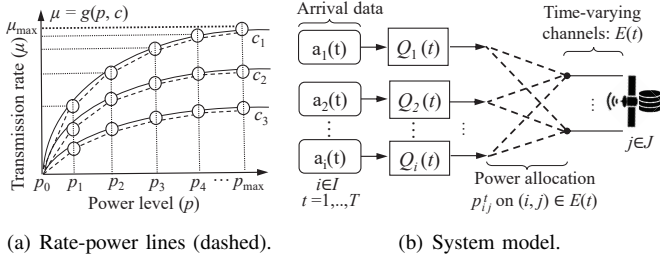 μ = g(p, c)
μmax
Transmission rate (μ)
c1
c2
c3
p0 p1 p2 p3 p4 ··· pmax
Power level (p)
(a) Rate-power lines (dashed).
Arrival data
a1(t)
Q1(t)
a2(t)
Q2(t)
⋮
⋮
ai(t)
Qi(t)
i∈I
t =1,..,T
Time-varying
channels: E(t)
⋮
j∈J
Power allocation
p^t_ij on (i, j) ∈ E(t)
(b) System model.